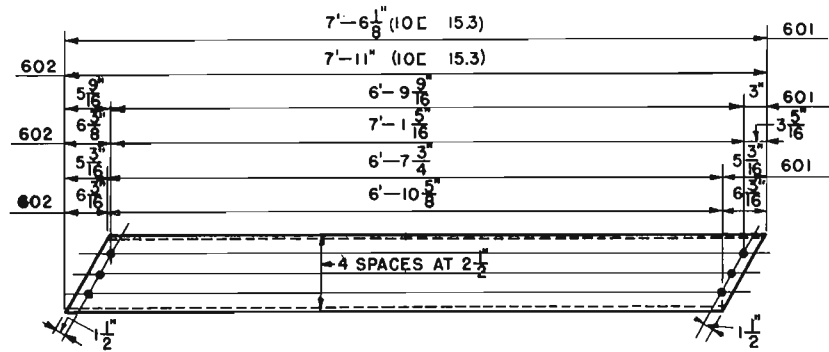 7'—6 1/8" (10 ⊏ 15.3) 601
602 7'—11" (10 ⊏ 15.3)
5 9/16" 6'—9 9/16" 3" 601
602 6 3/8" 7'—1 5/16" 3 5/16"
5 3/16" 6'—7 3/4" 5 3/16" 601
602 6 3/16" 6'—10 5/8" 6 3/16"
4 SPACES AT 2 1/2"
1 1/2" 1 1/2"